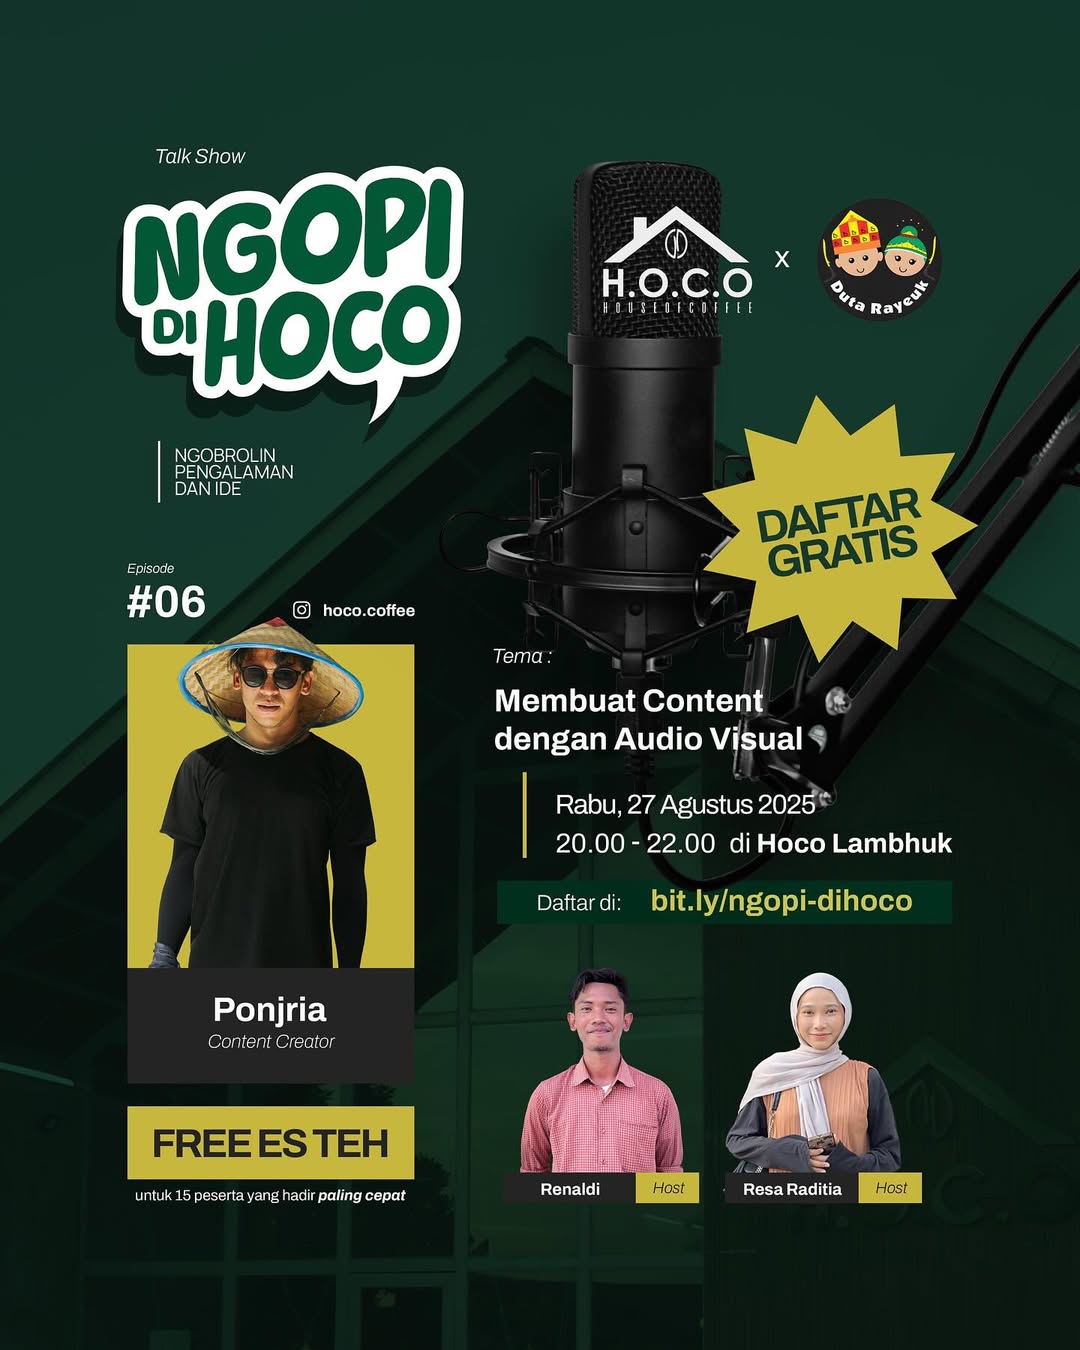 Talk Show
NGOPI
DI HOCO
NGOBROLIN
PENGALAMAN
DAN IDE
H.O.C.O
HOUSEOFCOFFEE
x
Duta Rayeuk
DAFTAR
GRATIS
Episode
#06
hoco.coffee
Tema :
Membuat Content
dengan Audio Visual
Rabu, 27 Agustus 2025
20.00 - 22.00 di Hoco Lambhuk
Daftar di: bit.ly/ngopi-dihoco
Ponjria
Content Creator
FREE ES TEH
untuk 15 peserta yang hadir paling cepat
Renaldi
Host
Resa Raditia
Host